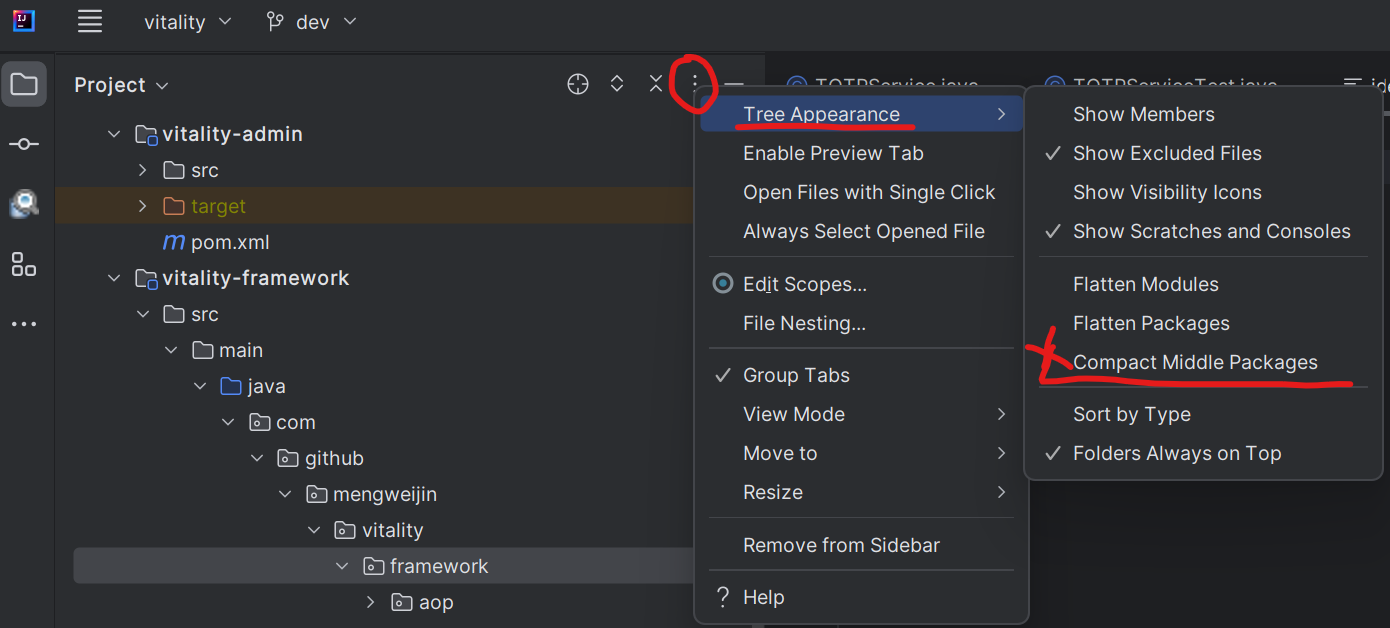 IJ
vitality
dev
Project
TOTPService.java
TOTPServiceTest.java
vitality-admin
src
target
m pom.xml
vitality-framework
src
main
java
com
github
mengweijin
vitality
framework
aop
Tree Appearance
Enable Preview Tab
Open Files with Single Click
Always Select Opened File
Edit Scopes...
File Nesting...
Group Tabs
View Mode
Move to
Resize
Remove from Sidebar
? Help
Show Members
Show Excluded Files
Show Visibility Icons
Show Scratches and Consoles
Flatten Modules
Flatten Packages
Compact Middle Packages
Sort by Type
Folders Always on Top